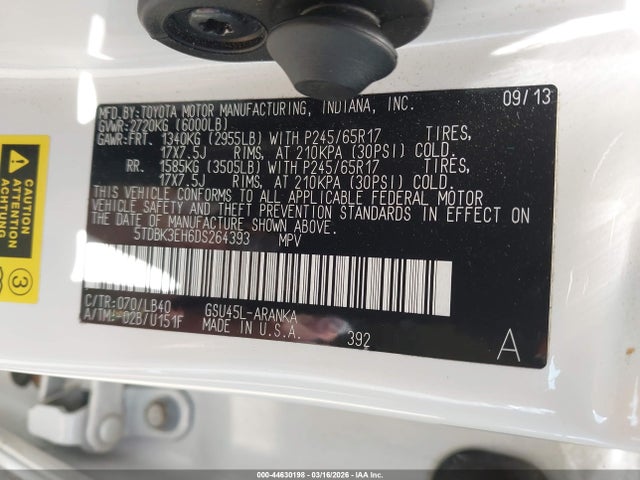 MFD.BY:TOYOTA MOTOR MANUFACTURING, INDIANA, INC. 09/13
GVWR:2720KG (6000LB)
GAWR:FRT. 1340KG (2955LB) WITH P245/65R17 TIRES,
17X7.5J RIMS, AT 210KPA (30PSI) COLD.
RR. 1585KG (3505LB) WITH P245/65R17 TIRES,
17X7.5J RIMS, AT 210KPA (30PSI) COLD.
THIS VEHICLE CONFORMS TO ALL APPLICABLE FEDERAL MOTOR
VEHICLE SAFETY AND THEFT PREVENTION STANDARDS IN EFFECT ON
THE DATE OF MANUFACTURE SHOWN ABOVE.
5TDBK3EH6DS264393 MPV
C/TR:070/LB40 GSU45L-ARANKA
A/TM:-02B/U151F MADE IN U.S.A. 392 A
CAUTION
ATTENTION
ACHTUNG
3
000-44630198 - 03/16/2026 - IAAI.COM